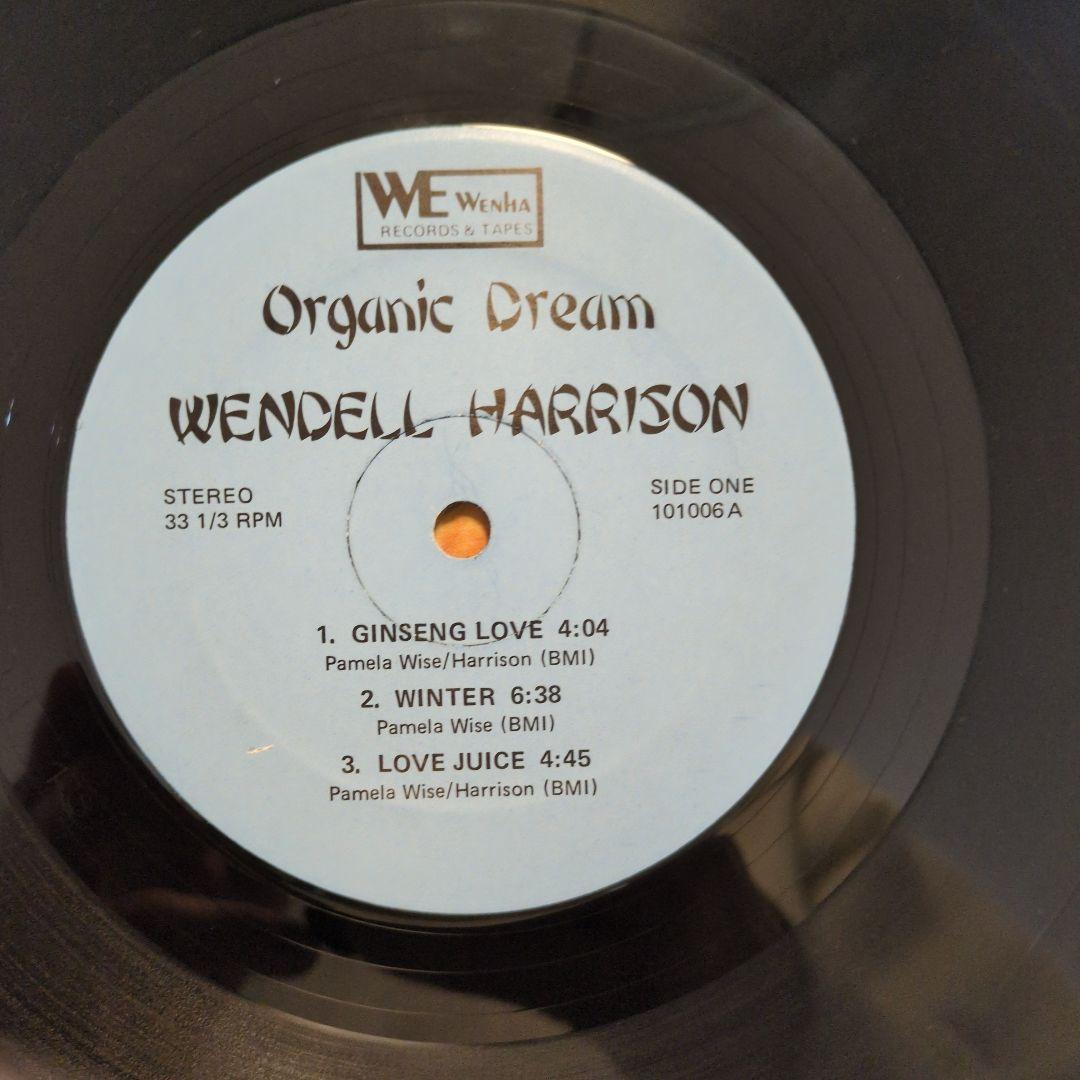 WE WENHA
RECORDS & TAPES
Organic Dream
WENDELL HARRISON
STEREO
33 1/3 RPM
SIDE ONE
101006 A
1. GINSENG LOVE 4:04
Pamela Wise/Harrison (BMI)
2. WINTER 6:38
Pamela Wise (BMI)
3. LOVE JUICE 4:45
Pamela Wise/Harrison (BMI)